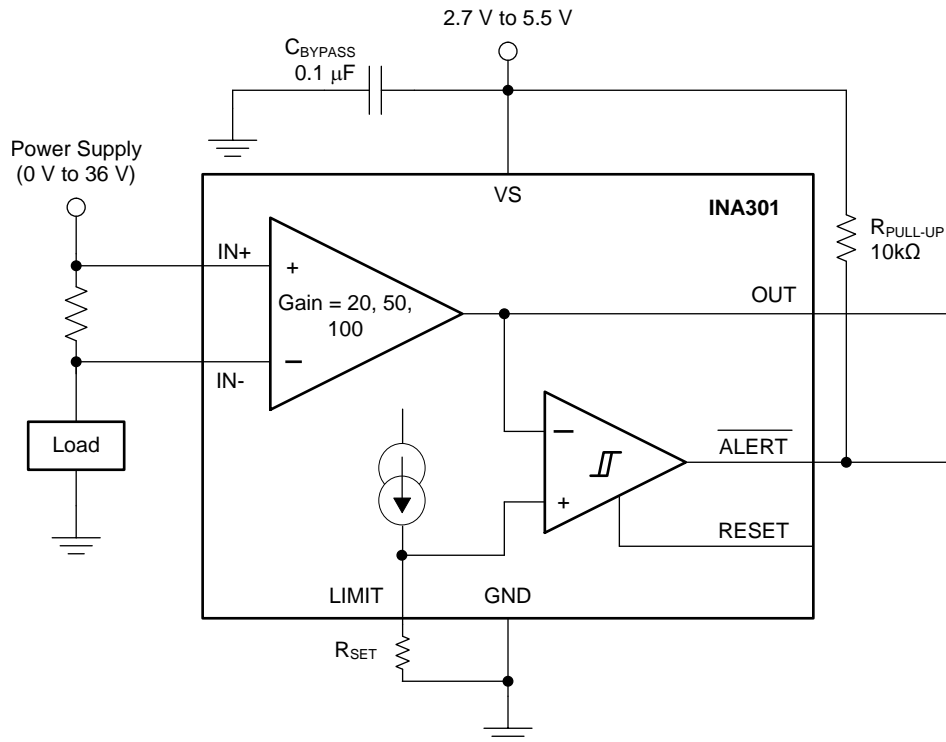 2.7 V to 5.5 V
CBYPASS
0.1 μF
Power Supply
(0 V to 36 V)
VS
INA301
RPULL-UP
10kΩ
IN+
OUT
+
Gain = 20, 50,
100
−
IN-
Load
−
ALERT
+
RESET
LIMIT
GND
RSET